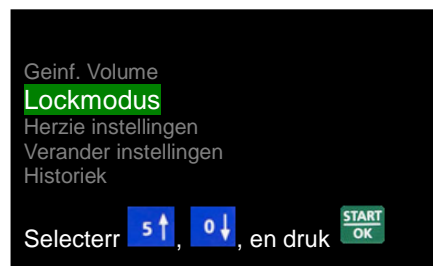 Geinf. Volume
Lockmodus
Herzie instellingen
Verander instellingen
Historiek
Selecterr 5↑, 0↓, en druk START OK